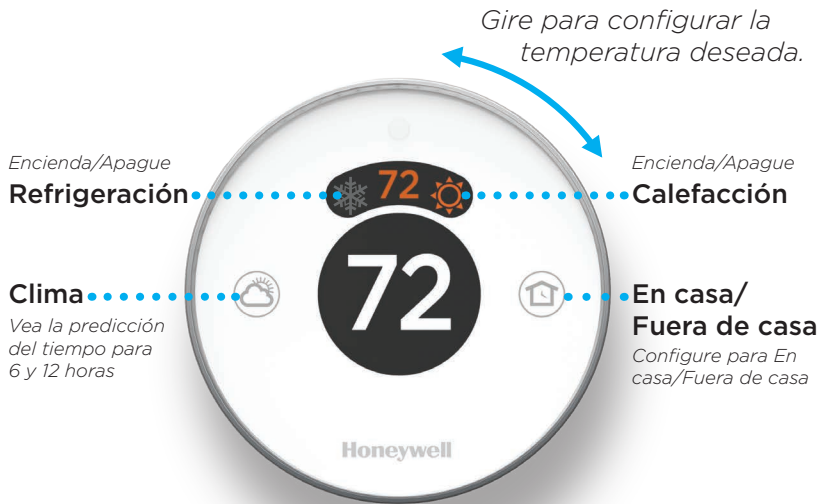 Gire para configurar la
temperatura deseada.
Encienda/Apague
Refrigeración
72
Encienda/Apague
Calefacción
72
Clima
Vea la predicción
del tiempo para
6 y 12 horas
En casa/
Fuera de casa
Configure para En
casa/Fuera de casa
Honeywell